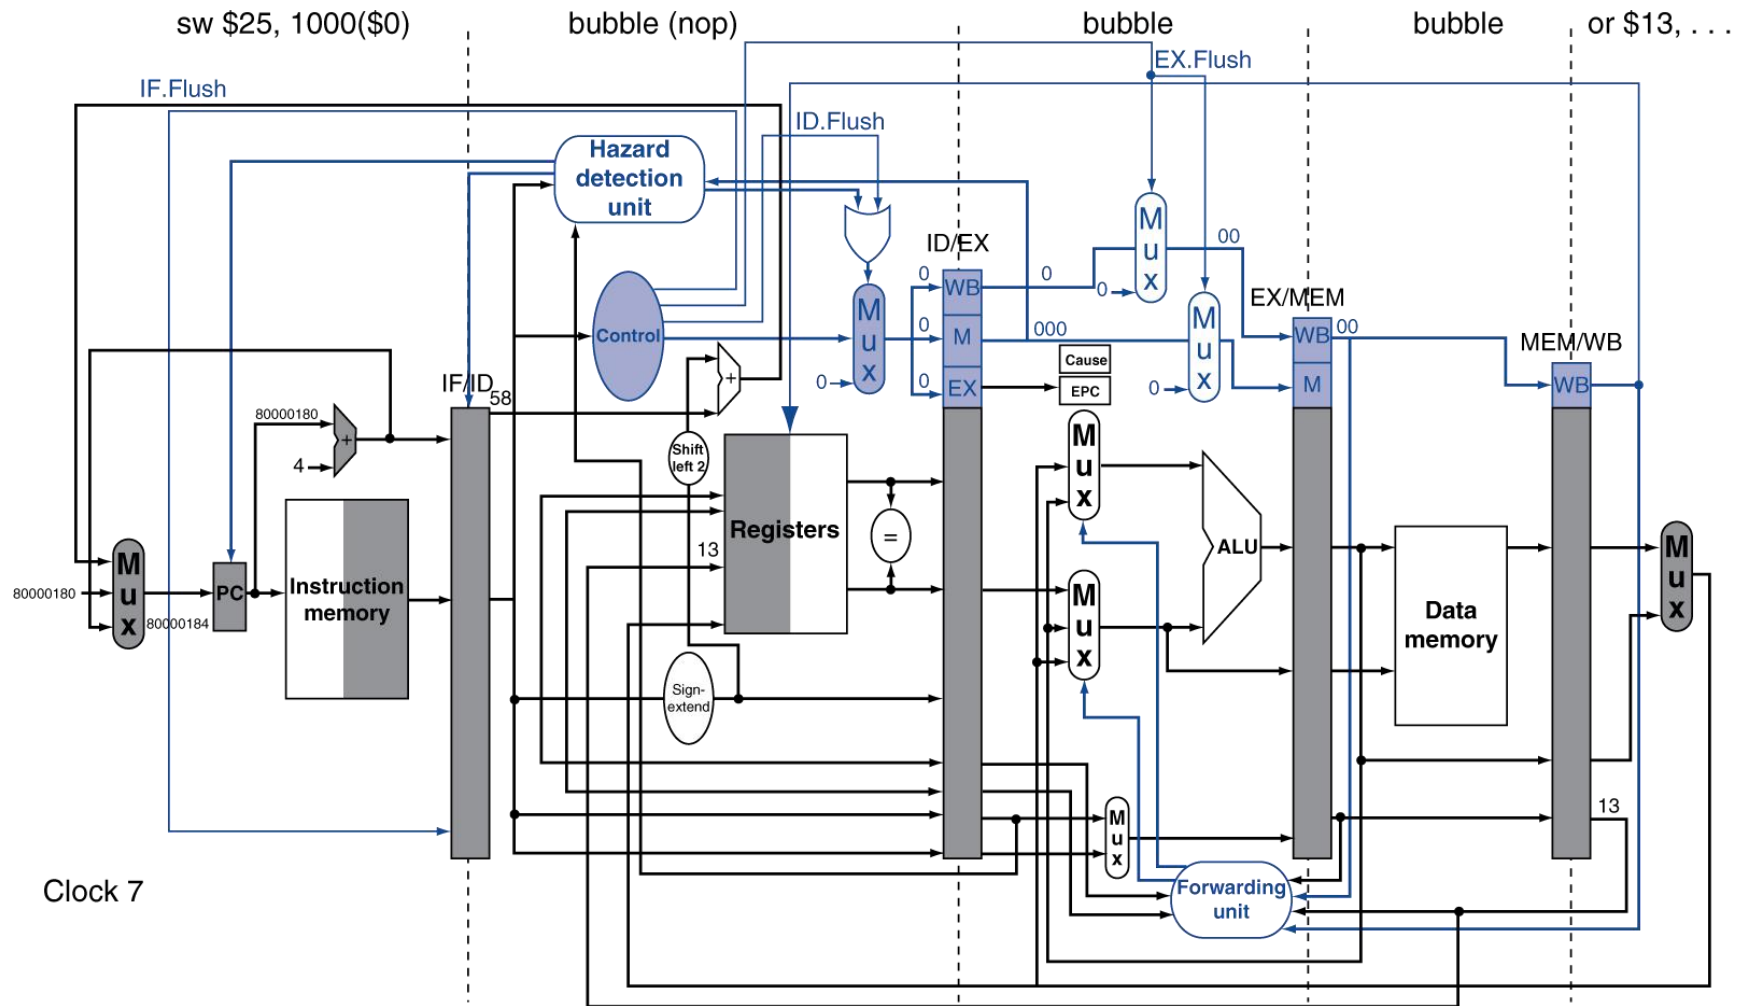 sw $25, 1000($0)
bubble (nop)
bubble
bubble
or $13, . . .
EX.Flush
IF.Flush
ID.Flush
Hazard
detection
unit
M
u
x
0
00
ID/EX
0
WB
0
Control
M
u
x
0
0
M
000
0
EX
M
u
x
0
Cause
EPC
EX/MEM
WB
00
M
MEM/WB
WB
IF/ID
58
+
80000180
+
4
Shift
left 2
M
u
x
Registers
13
=
ALU
M
u
x
80000180
80000184
PC
Instruction
memory
M
u
x
Data
memory
M
u
x
Sign-
extend
M
u
x
13
Forwarding
unit
Clock 7